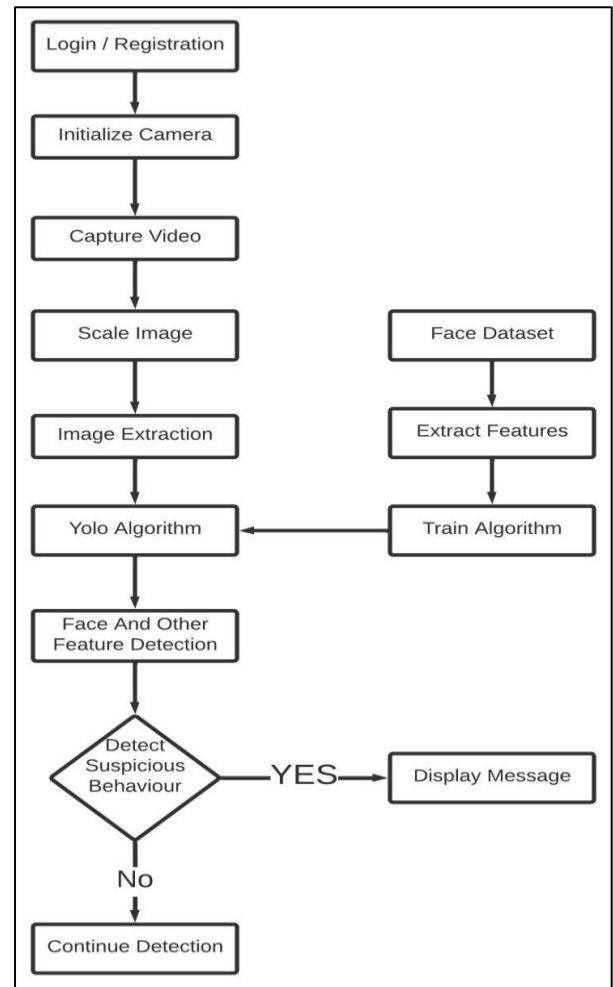 Login / Registration
Initialize Camera
Capture Video
Scale Image
Face Dataset
Image Extraction
Extract Features
Yolo Algorithm
Train Algorithm
Face And Other
Feature Detection
Detect
Suspicious
Behaviour
YES
Display Message
No
Continue Detection